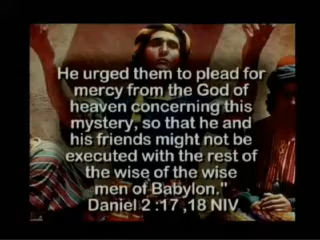 He urged them to plead for
mercy from the God of
heaven concerning this
mystery, so that he and
his friends might not be
executed with the rest of
the wise of the wise
men of Babylon."
Daniel 2 :17 ,18 NIV